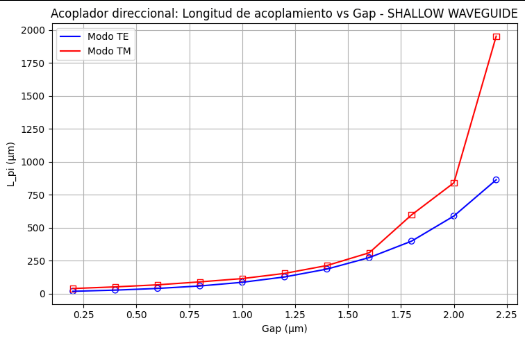 Acoplador direccional: Longitud de acoplamiento vs Gap - SHALLOW WAVEGUIDE
Modo TE
Modo TM
2000
1750
1500
1250
1000
750
500
250
0
L_pi (μm)
0.25 0.50 0.75 1.00 1.25 1.50 1.75 2.00 2.25
Gap (μm)